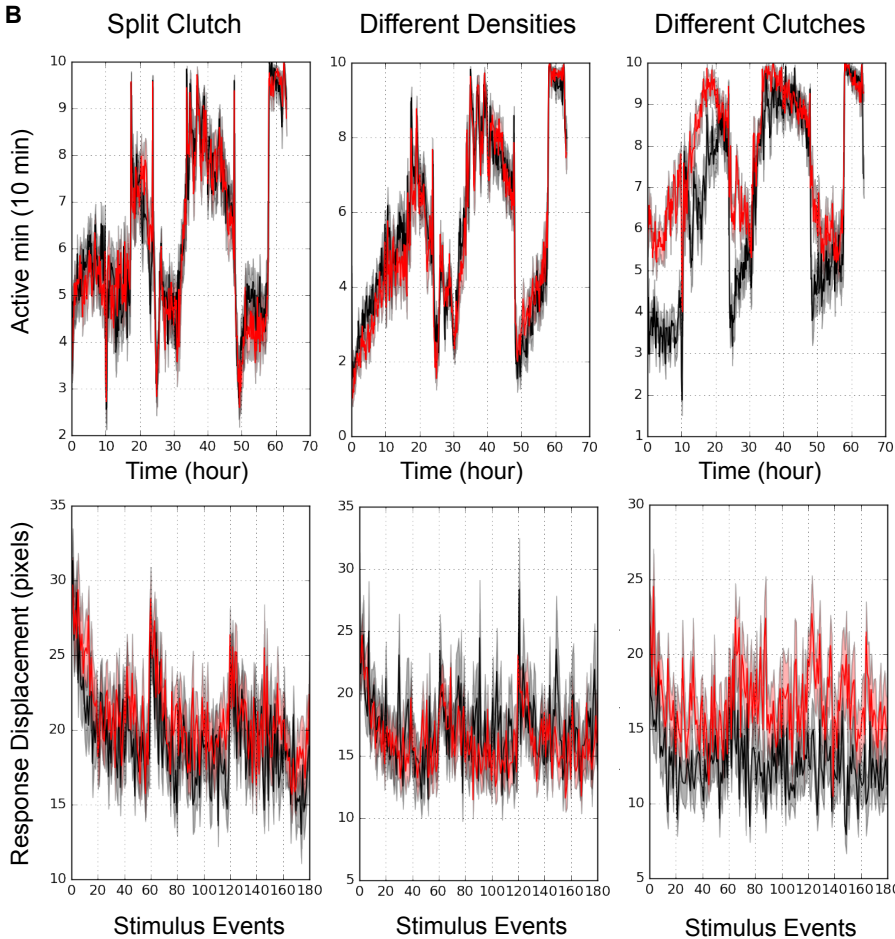 B
Split Clutch
Different Densities
Different Clutches
Active min (10 min)
10
9
8
7
6
5
4
3
2
0 10 20 30 40 50 60 70
10
8
6
4
2
0
0 10 20 30 40 50 60 70
10
9
8
7
6
5
4
3
2
1
0 10 20 30 40 50 60 70
Time (hour)
Time (hour)
Time (hour)
Response Displacement (pixels)
35
30
25
20
15
10
0 20 40 60 80 100 120 140 160 180
35
30
25
20
15
10
5
0 20 40 60 80 100 120 140 160 180
30
25
20
15
10
5
0 20 40 60 80 100 120 140 160 180
Stimulus Events
Stimulus Events
Stimulus Events